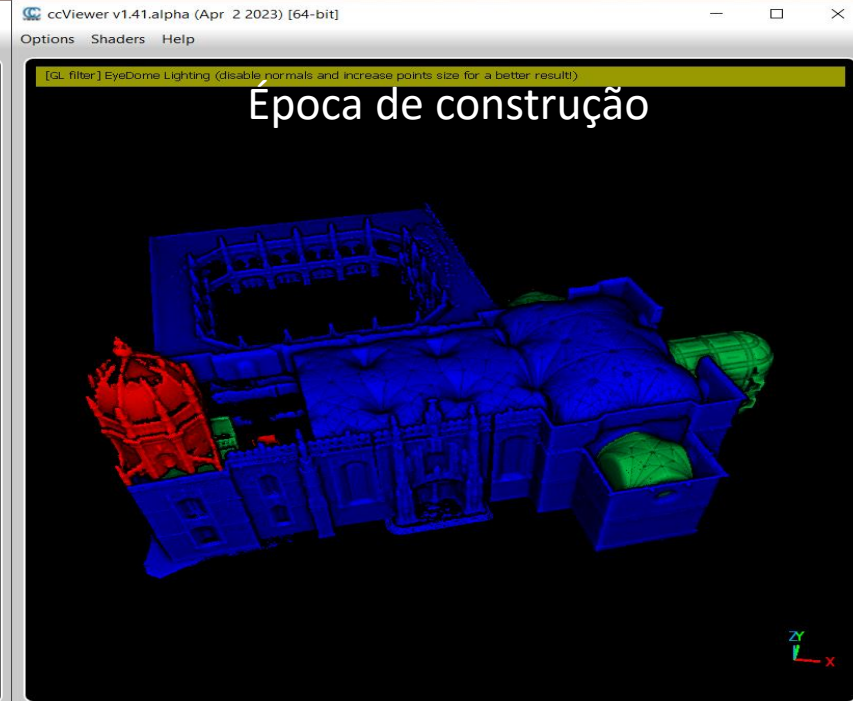 ccViewer v1.41.alpha (Apr 2 2023) [64-bit]
Options Shaders Help
[GL filter] EyeDome Lighting (disable normals and increase points size for a better result!)
Época de construção
ZY
X